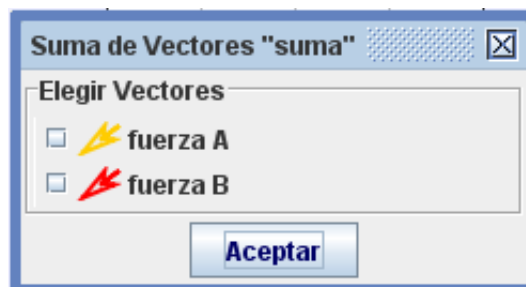 Suma de Vectores "suma"
Elegir Vectores
fuerza A
fuerza B
Aceptar